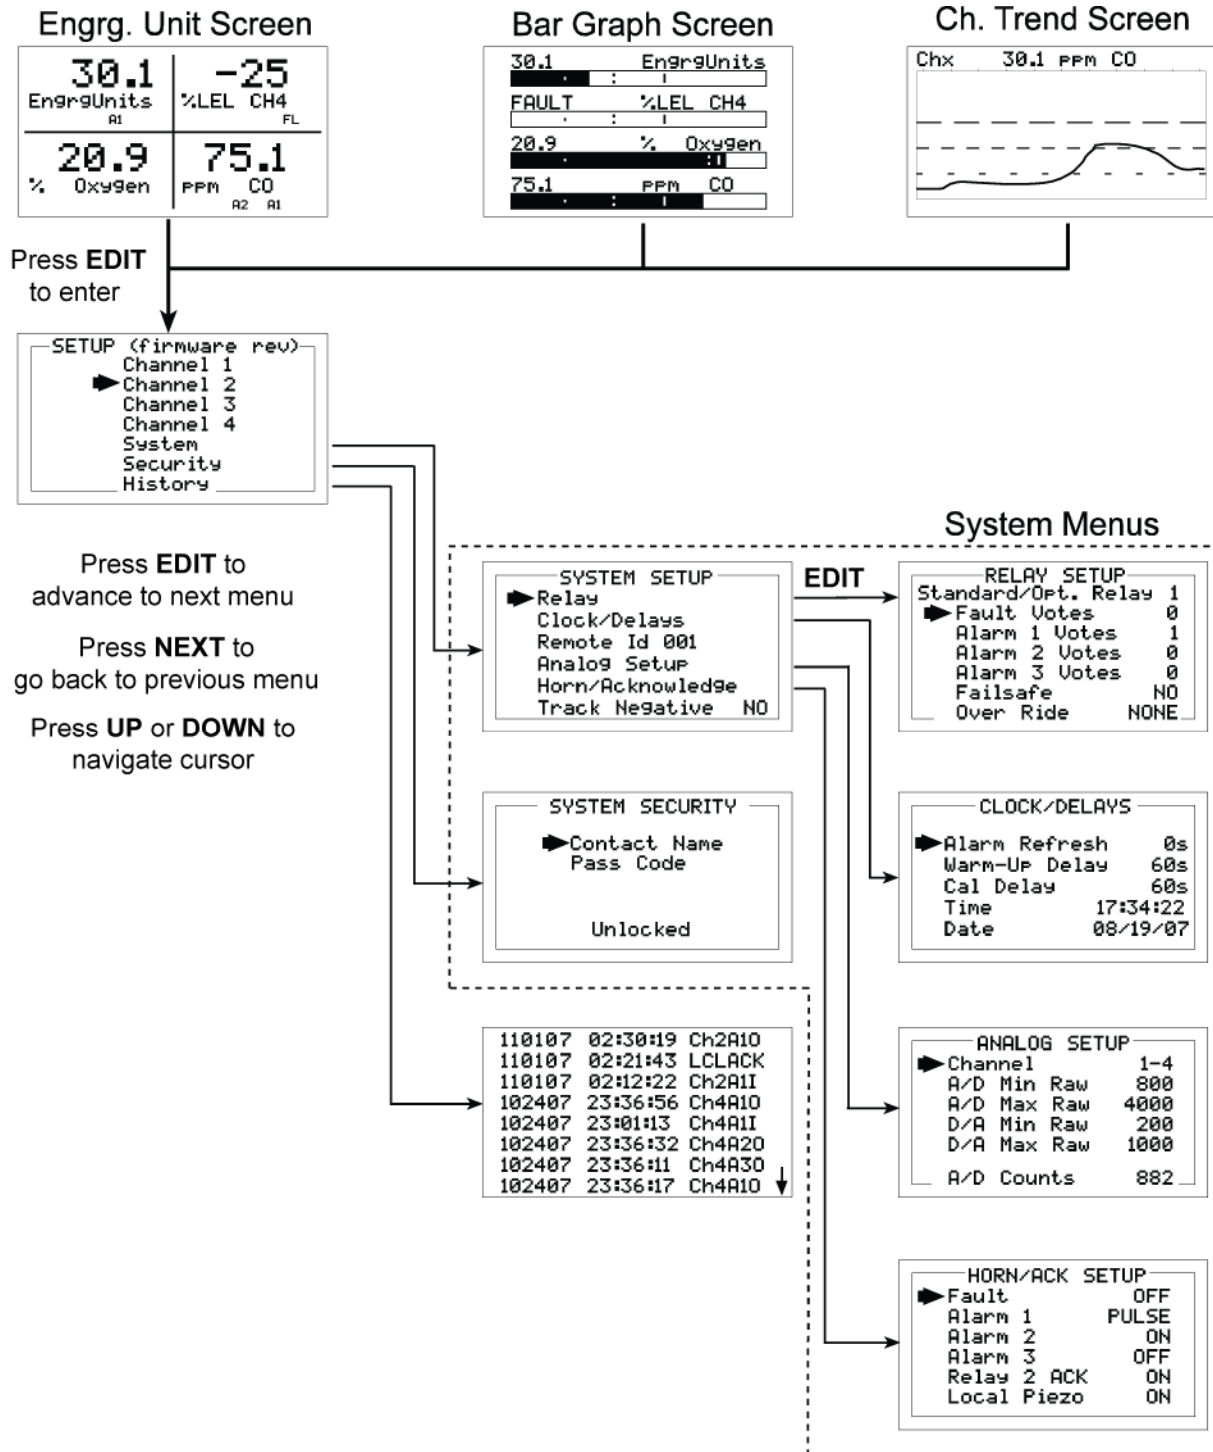 Engrg. Unit Screen
30.1
EngrgUnits
A1
-25
%LEL CH4
FL
20.9
% Oxygen
75.1
PPM CO
A2 A1
Bar Graph Screen
30.1 EngrgUnits
FAULT %LEL CH4
20.9 % Oxygen
75.1 PPM CO
Ch. Trend Screen
Chx 30.1 PPM CO
Press EDIT
to enter
SETUP (firmware rev)
Channel 1
Channel 2
Channel 3
Channel 4
System
Security
History
Press EDIT to
advance to next menu
Press NEXT to
go back to previous menu
Press UP or DOWN to
navigate cursor
System Menus
SYSTEM SETUP
Relay
Clock/Delays
Remote Id 001
Analog Setup
Horn/Acknowledge
Track Negative NO
EDIT
RELAY SETUP
Standard/Opt. Relay 1
Fault Votes 0
Alarm 1 Votes 1
Alarm 2 Votes 0
Alarm 3 Votes 0
Failsafe NO
Over Ride NONE
SYSTEM SECURITY
Contact Name
Pass Code
Unlocked
CLOCK/DELAYS
Alarm Refresh 0s
Warm-Up Delay 60s
Cal Delay 60s
Time 17:34:22
Date 08/19/07
110107 02:30:19 Ch2A1O
110107 02:21:43 LCLACK
110107 02:12:22 Ch2A1I
102407 23:36:56 Ch4A1O
102407 23:01:13 Ch4A1I
102407 23:36:32 Ch4A2O
102407 23:36:11 Ch4A3O
102407 23:36:17 Ch4A1O
ANALOG SETUP
Channel 1-4
A/D Min Raw 800
A/D Max Raw 4000
D/A Min Raw 200
D/A Max Raw 1000
A/D Counts 882
HORN/ACK SETUP
Fault OFF
Alarm 1 PULSE
Alarm 2 ON
Alarm 3 OFF
Relay 2 ACK ON
Local Piezo ON